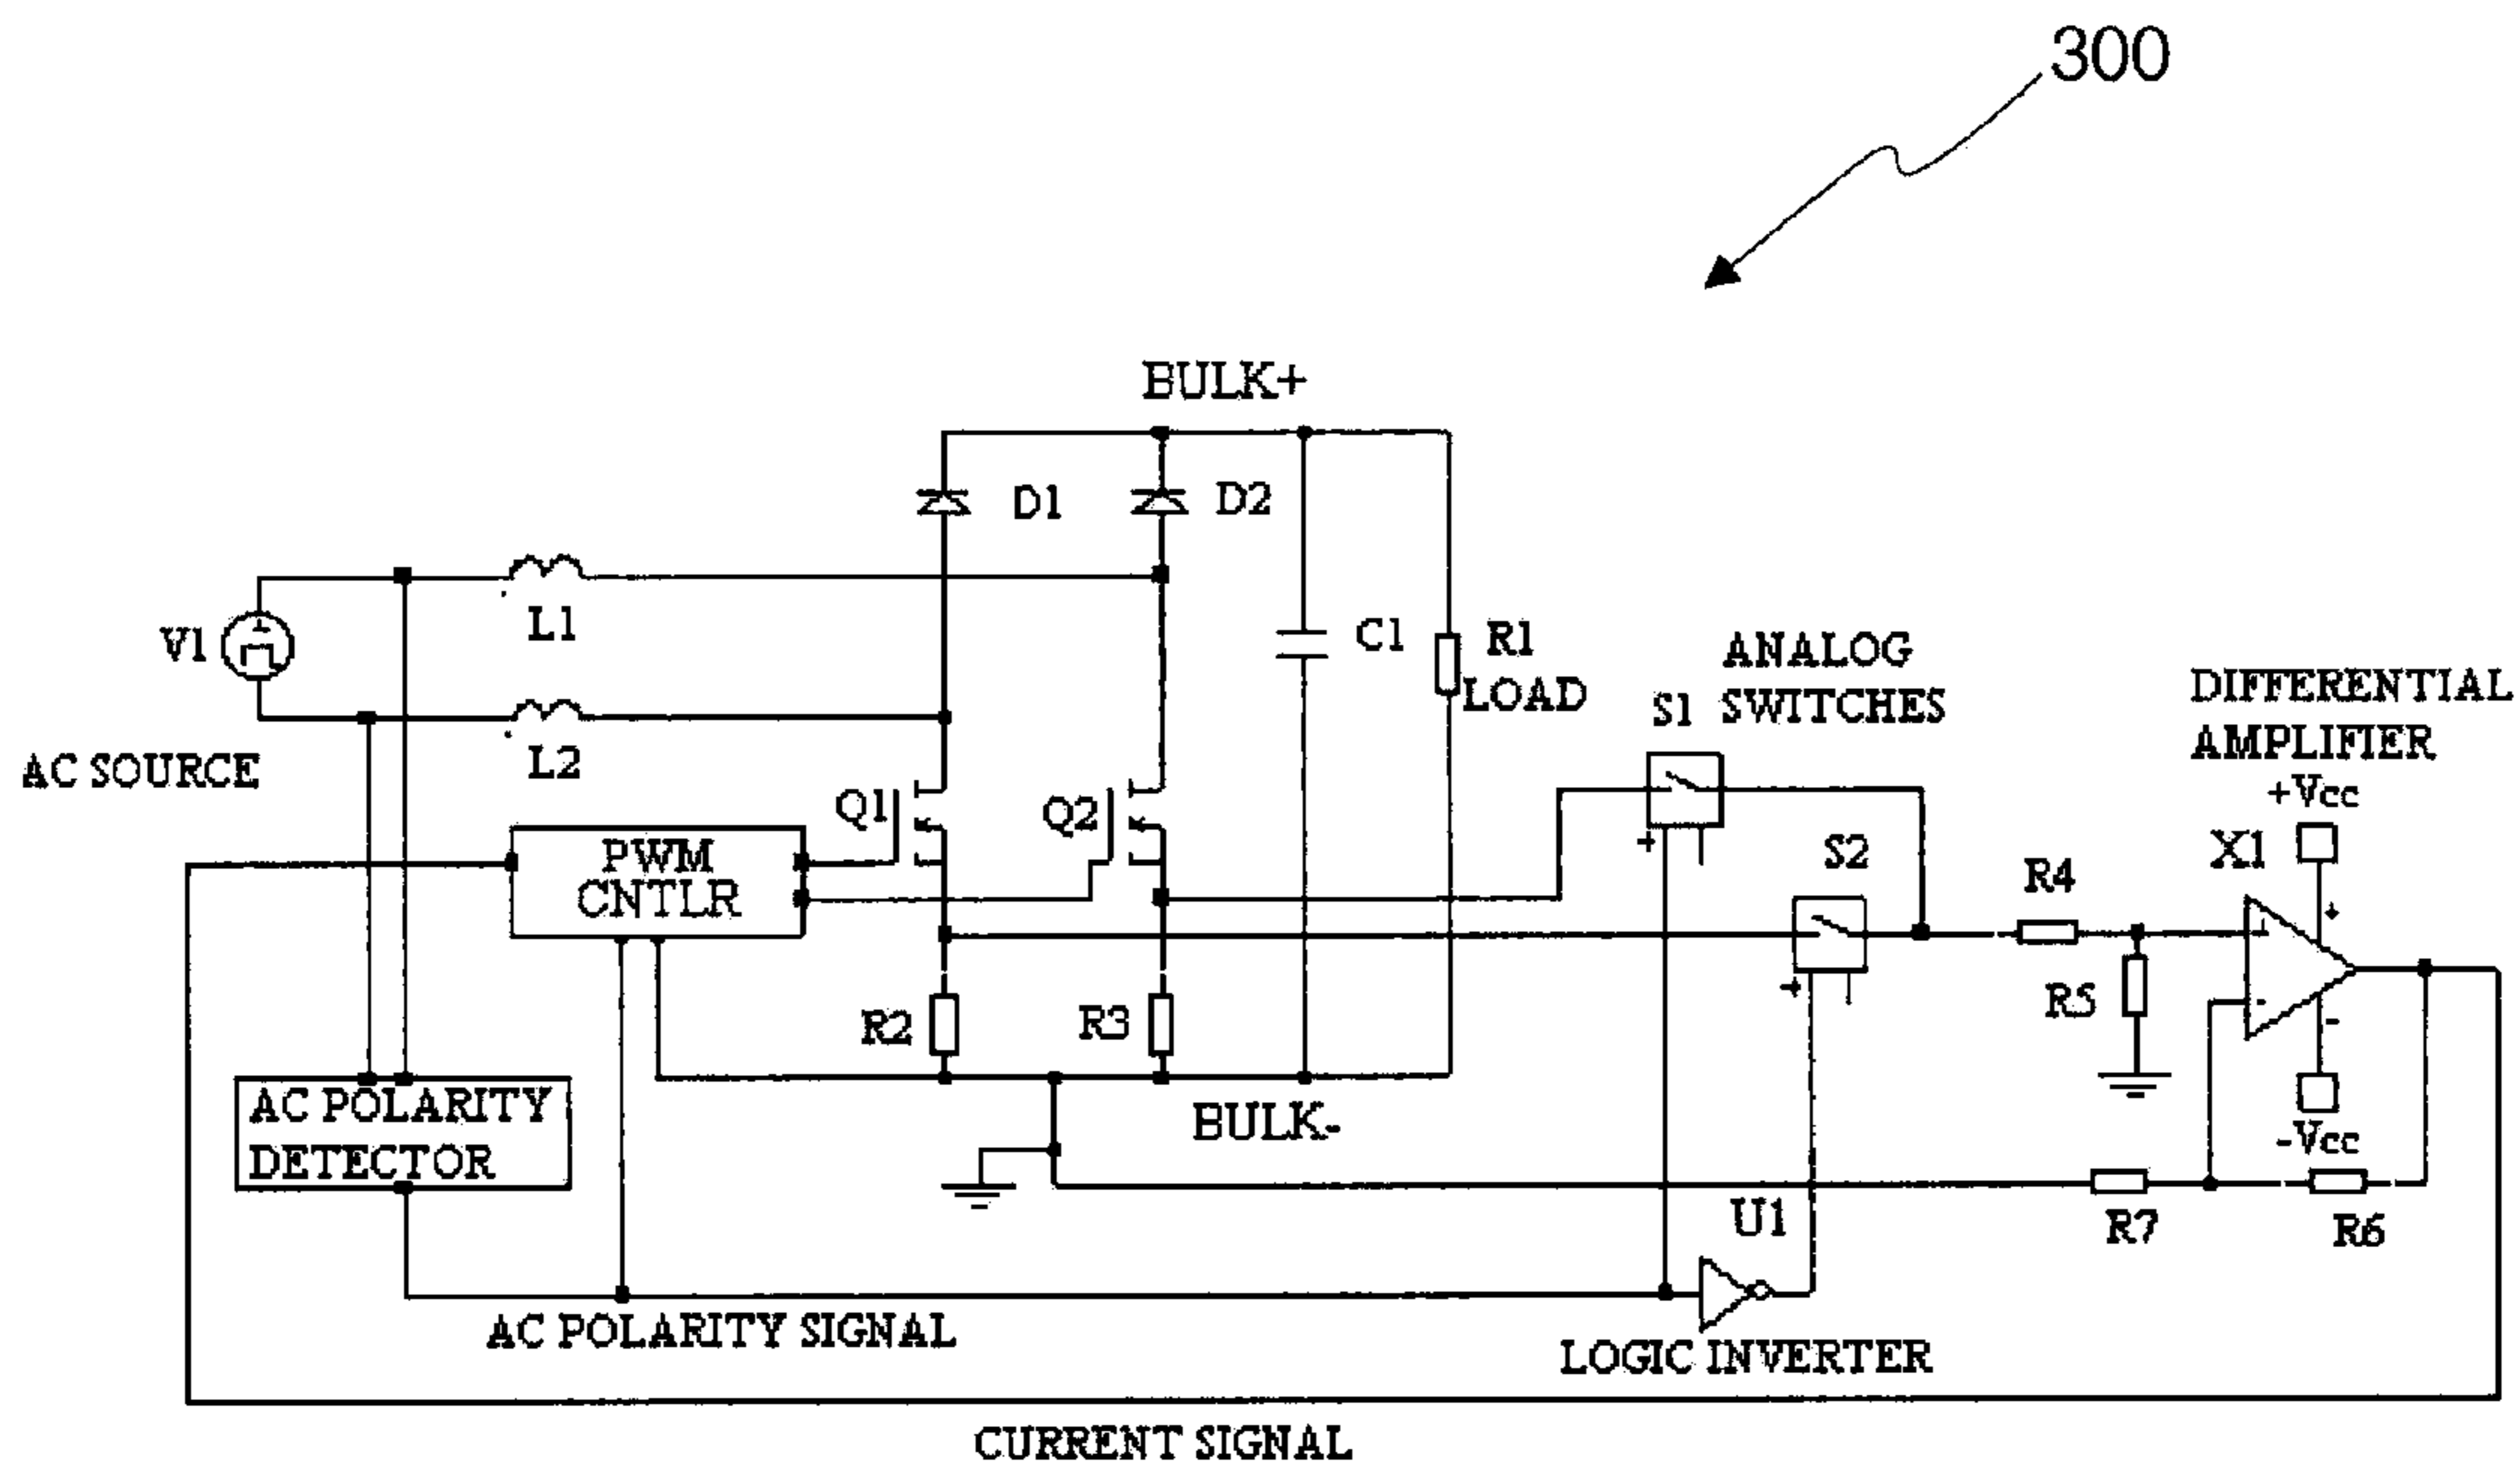 300
BULK+
D1
D2
V1
L1
L2
AC SOURCE
C1
R1
LOAD
ANALOG
SWITCHES
S1
S2
DIFFERENTIAL
AMPLIFIER
+Vcc
X1
+
-
-Vcc
Q1
Q2
PWM
CNTLR
R4
R5
R2
R3
AC POLARITY
DETECTOR
BULK-
R7
R6
U1
AC POLARITY SIGNAL
LOGIC INVERTER
CURRENT SIGNAL